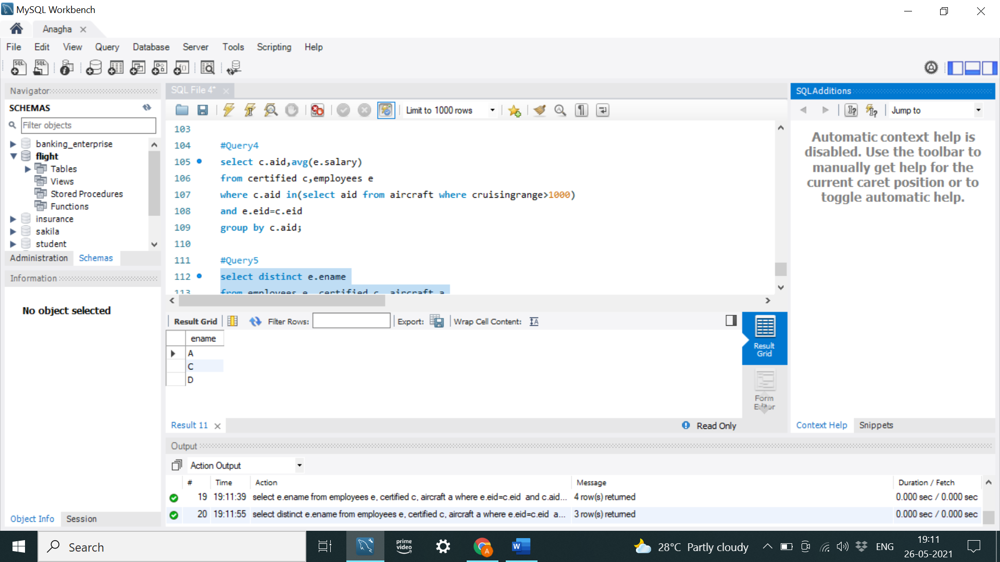 MySQL Workbench
Anagha
File Edit View Query Database Server Tools Scripting Help
Navigator
SCHEMAS
Filter objects
banking_enterprise
flight
Tables
Views
Stored Procedures
Functions
insurance
sakila
student
Administration Schemas
Information
No object selected
Object Info Session
SQL File 4*
Limit to 1000 rows
103
104 #Query4
105 select c.aid,avg(e.salary)
106 from certified c,employees e
107 where c.aid in(select aid from aircraft where cruisingrange>1000)
108 and e.eid=c.eid
109 group by c.aid;
110
111 #Query5
112 select distinct e.ename
113 from employees e, certified c, aircraft a
Result Grid Filter Rows: Export: Wrap Cell Content:
ename
A
C
D
Result Grid
Form Editor
Result 11 Read Only
SQLAdditions
Jump to
Automatic context help is
disabled. Use the toolbar to
manually get help for the
current caret position or to
toggle automatic help.
Context Help Snippets
Output
Action Output
# Time Action Message Duration / Fetch
19 19:11:39 select e.ename from employees e, certified c, aircraft a where e.eid=c.eid and c.aid... 4 row(s) returned 0.000 sec / 0.000 sec
20 19:11:55 select distinct e.ename from employees e, certified c, aircraft a where e.eid=c.eid a... 3 row(s) returned 0.000 sec / 0.000 sec
Search
prime video
28°C Partly cloudy
ENG
19:11
26-05-2021